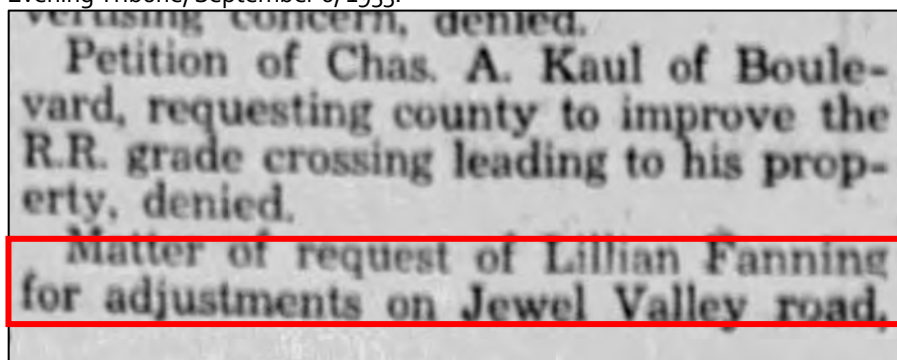 Evening Tribune, September 6, 1933.
vertising concern, denied.
Petition of Chas. A. Kaul of Boule-
vard, requesting county to improve the
R.R. grade crossing leading to his prop-
erty, denied.
Matter of request of Lillian Fanning
for adjustments on Jewel Valley road,